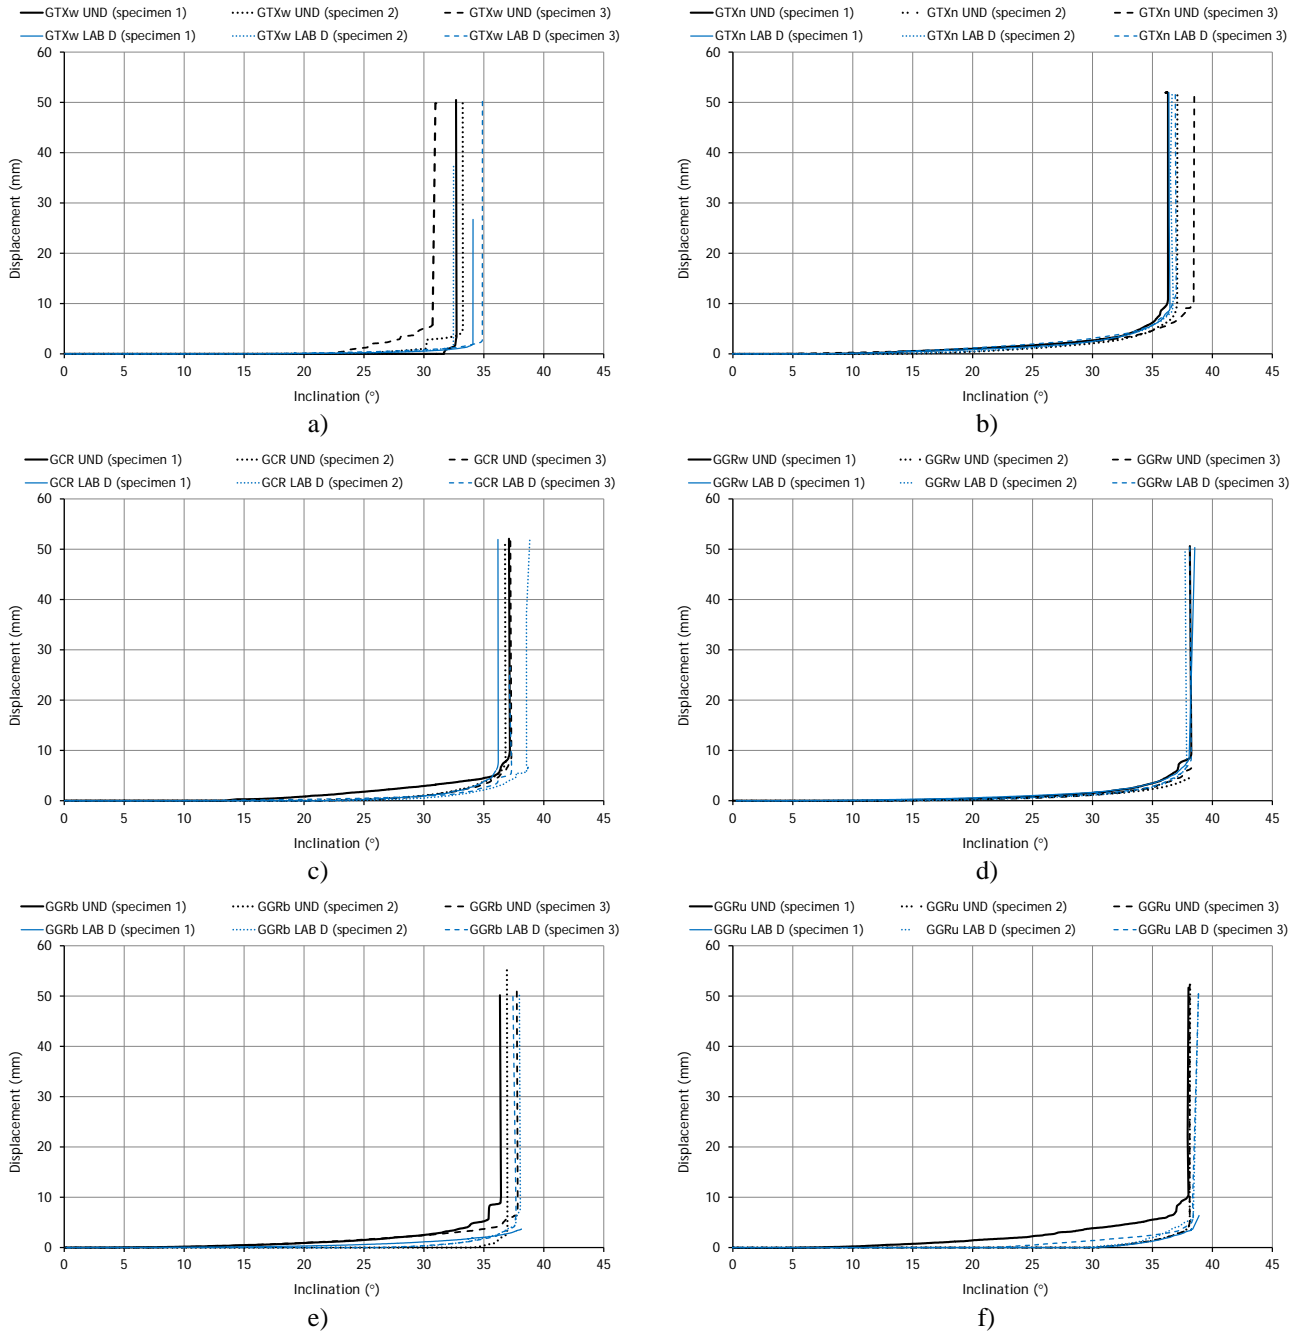 GTXw UND (specimen 1) GTXw UND (specimen 2) GTXw UND (specimen 3)
GTXw LAB D (specimen 1) GTXw LAB D (specimen 2) GTXw LAB D (specimen 3)
60
50
40
30
20
10
0
Displacement (mm)
0 5 10 15 20 25 30 35 40 45
Inclination (°)
a)
GTXn UND (specimen 1) GTXn UND (specimen 2) GTXn UND (specimen 3)
GTXn LAB D (specimen 1) GTXn LAB D (specimen 2) GTXn LAB D (specimen 3)
60
50
40
30
20
10
0
Displacement (mm)
0 5 10 15 20 25 30 35 40 45
Inclination (°)
b)
GCR UND (specimen 1) GCR UND (specimen 2) GCR UND (specimen 3)
GCR LAB D (specimen 1) GCR LAB D (specimen 2) GCR LAB D (specimen 3)
60
50
40
30
20
10
0
Displacement (mm)
0 5 10 15 20 25 30 35 40 45
Inclination (°)
c)
GGRw UND (specimen 1) GGRw UND (specimen 2) GGRw UND (specimen 3)
GGRw LAB D (specimen 1) GGRw LAB D (specimen 2) GGRw LAB D (specimen 3)
60
50
40
30
20
10
0
Displacement (mm)
0 5 10 15 20 25 30 35 40 45
Inclination (°)
d)
GGRb UND (specimen 1) GGRb UND (specimen 2) GGRb UND (specimen 3)
GGRb LAB D (specimen 1) GGRb LAB D (specimen 2) GGRb LAB D (specimen 3)
60
50
40
30
20
10
0
Displacement (mm)
0 5 10 15 20 25 30 35 40 45
Inclination (°)
e)
GGRu UND (specimen 1) GGRu UND (specimen 2) GGRu UND (specimen 3)
GGRu LAB D (specimen 1) GGRu LAB D (specimen 2) GGRu LAB D (specimen 3)
60
50
40
30
20
10
0
Displacement (mm)
0 5 10 15 20 25 30 35 40 45
Inclination (°)
f)